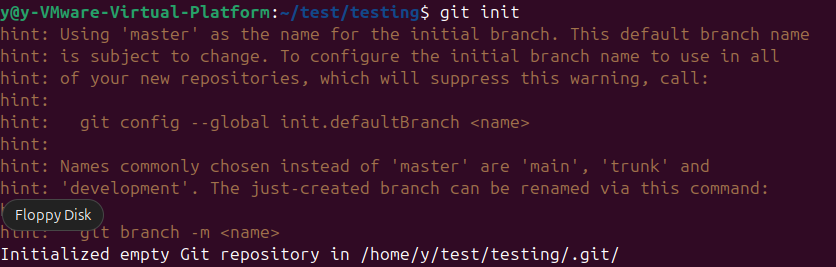 y@y-VMware-Virtual-Platform:~/test/testing$ git init
hint: Using 'master' as the name for the initial branch. This default branch name
hint: is subject to change. To configure the initial branch name to use in all
hint: of your new repositories, which will suppress this warning, call:
hint:
hint:   git config --global init.defaultBranch <name>
hint:
hint: Names commonly chosen instead of 'master' are 'main', 'trunk' and
hint: 'development'. The just-created branch can be renamed via this command:
Floppy Disk
hint:   git branch -m <name>
Initialized empty Git repository in /home/y/test/testing/.git/